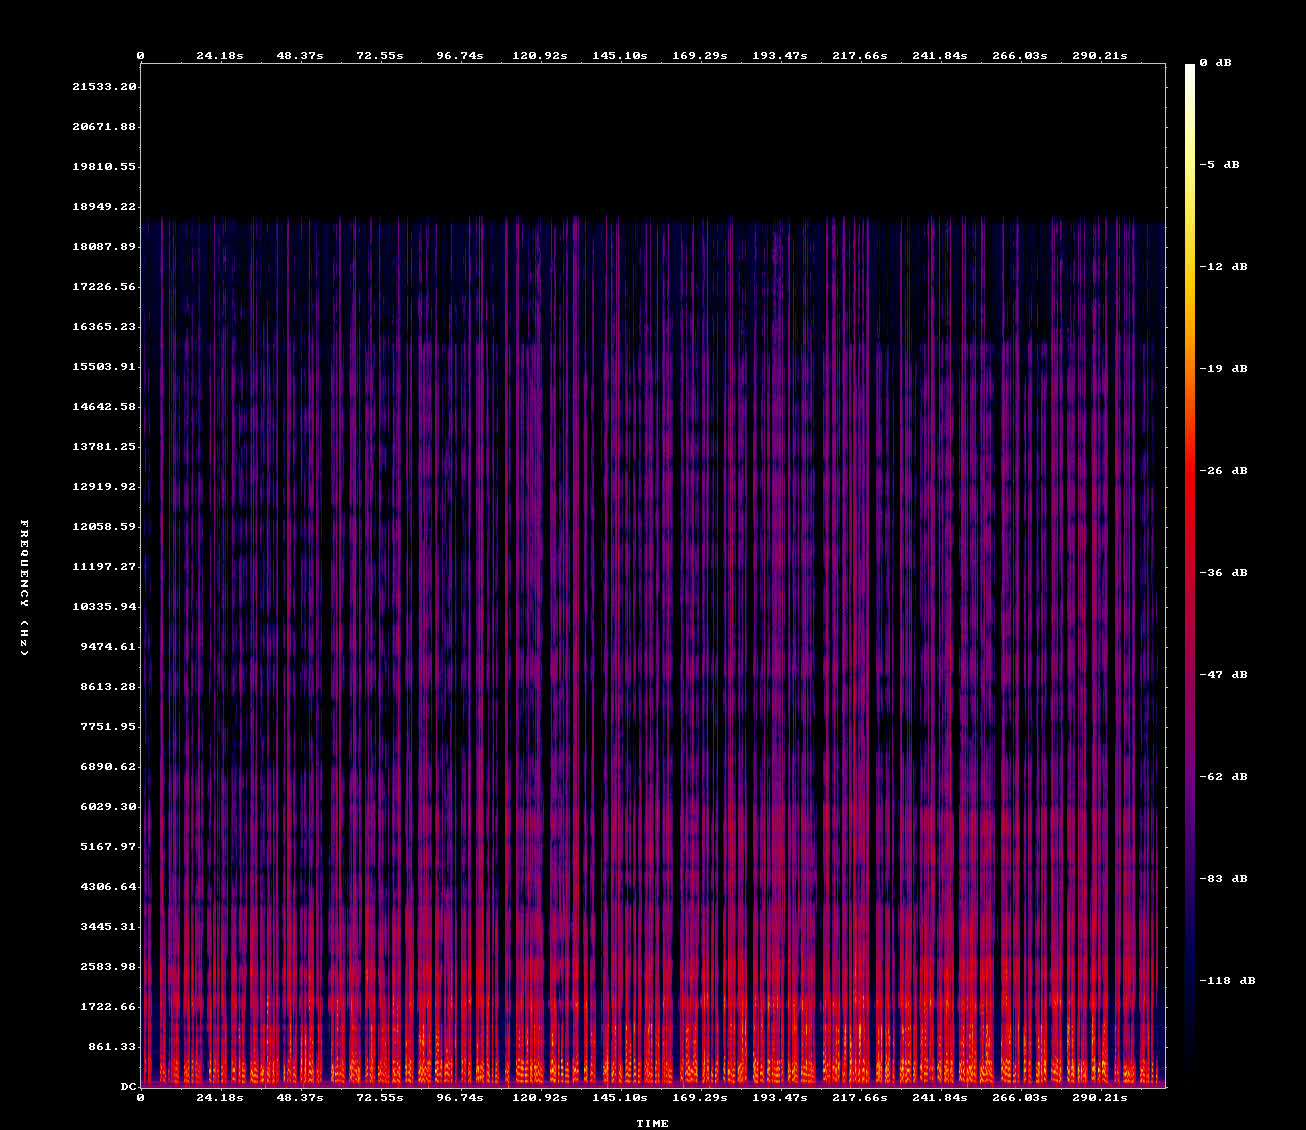 0 24.18s 48.37s 72.55s 96.74s 120.92s 145.10s 169.29s 193.47s 217.66s 241.84s 266.03s 290.21s
21533.20
20671.88
19810.55
18949.22
18087.89
17226.56
16365.23
15503.91
14642.58
13781.25
12919.92
12058.59
11197.27
10335.94
9474.61
8613.28
7751.95
6890.62
6029.30
5167.97
4306.64
3445.31
2583.98
1722.66
861.33
DC
FREQUENCY (Hz)
0 dB
-5 dB
-12 dB
-19 dB
-26 dB
-36 dB
-47 dB
-62 dB
-83 dB
-118 dB
0 24.18s 48.37s 72.55s 96.74s 120.92s 145.10s 169.29s 193.47s 217.66s 241.84s 266.03s 290.21s
TIME